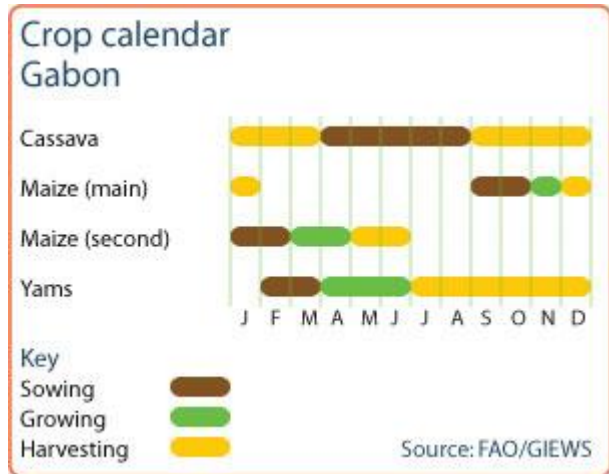 Crop calendar
Gabon
Cassava
Maize (main)
Maize (second)
Yams
J F M A M J J A S O N D
Key
Sowing
Growing
Harvesting
Source: FAO/GIEWS